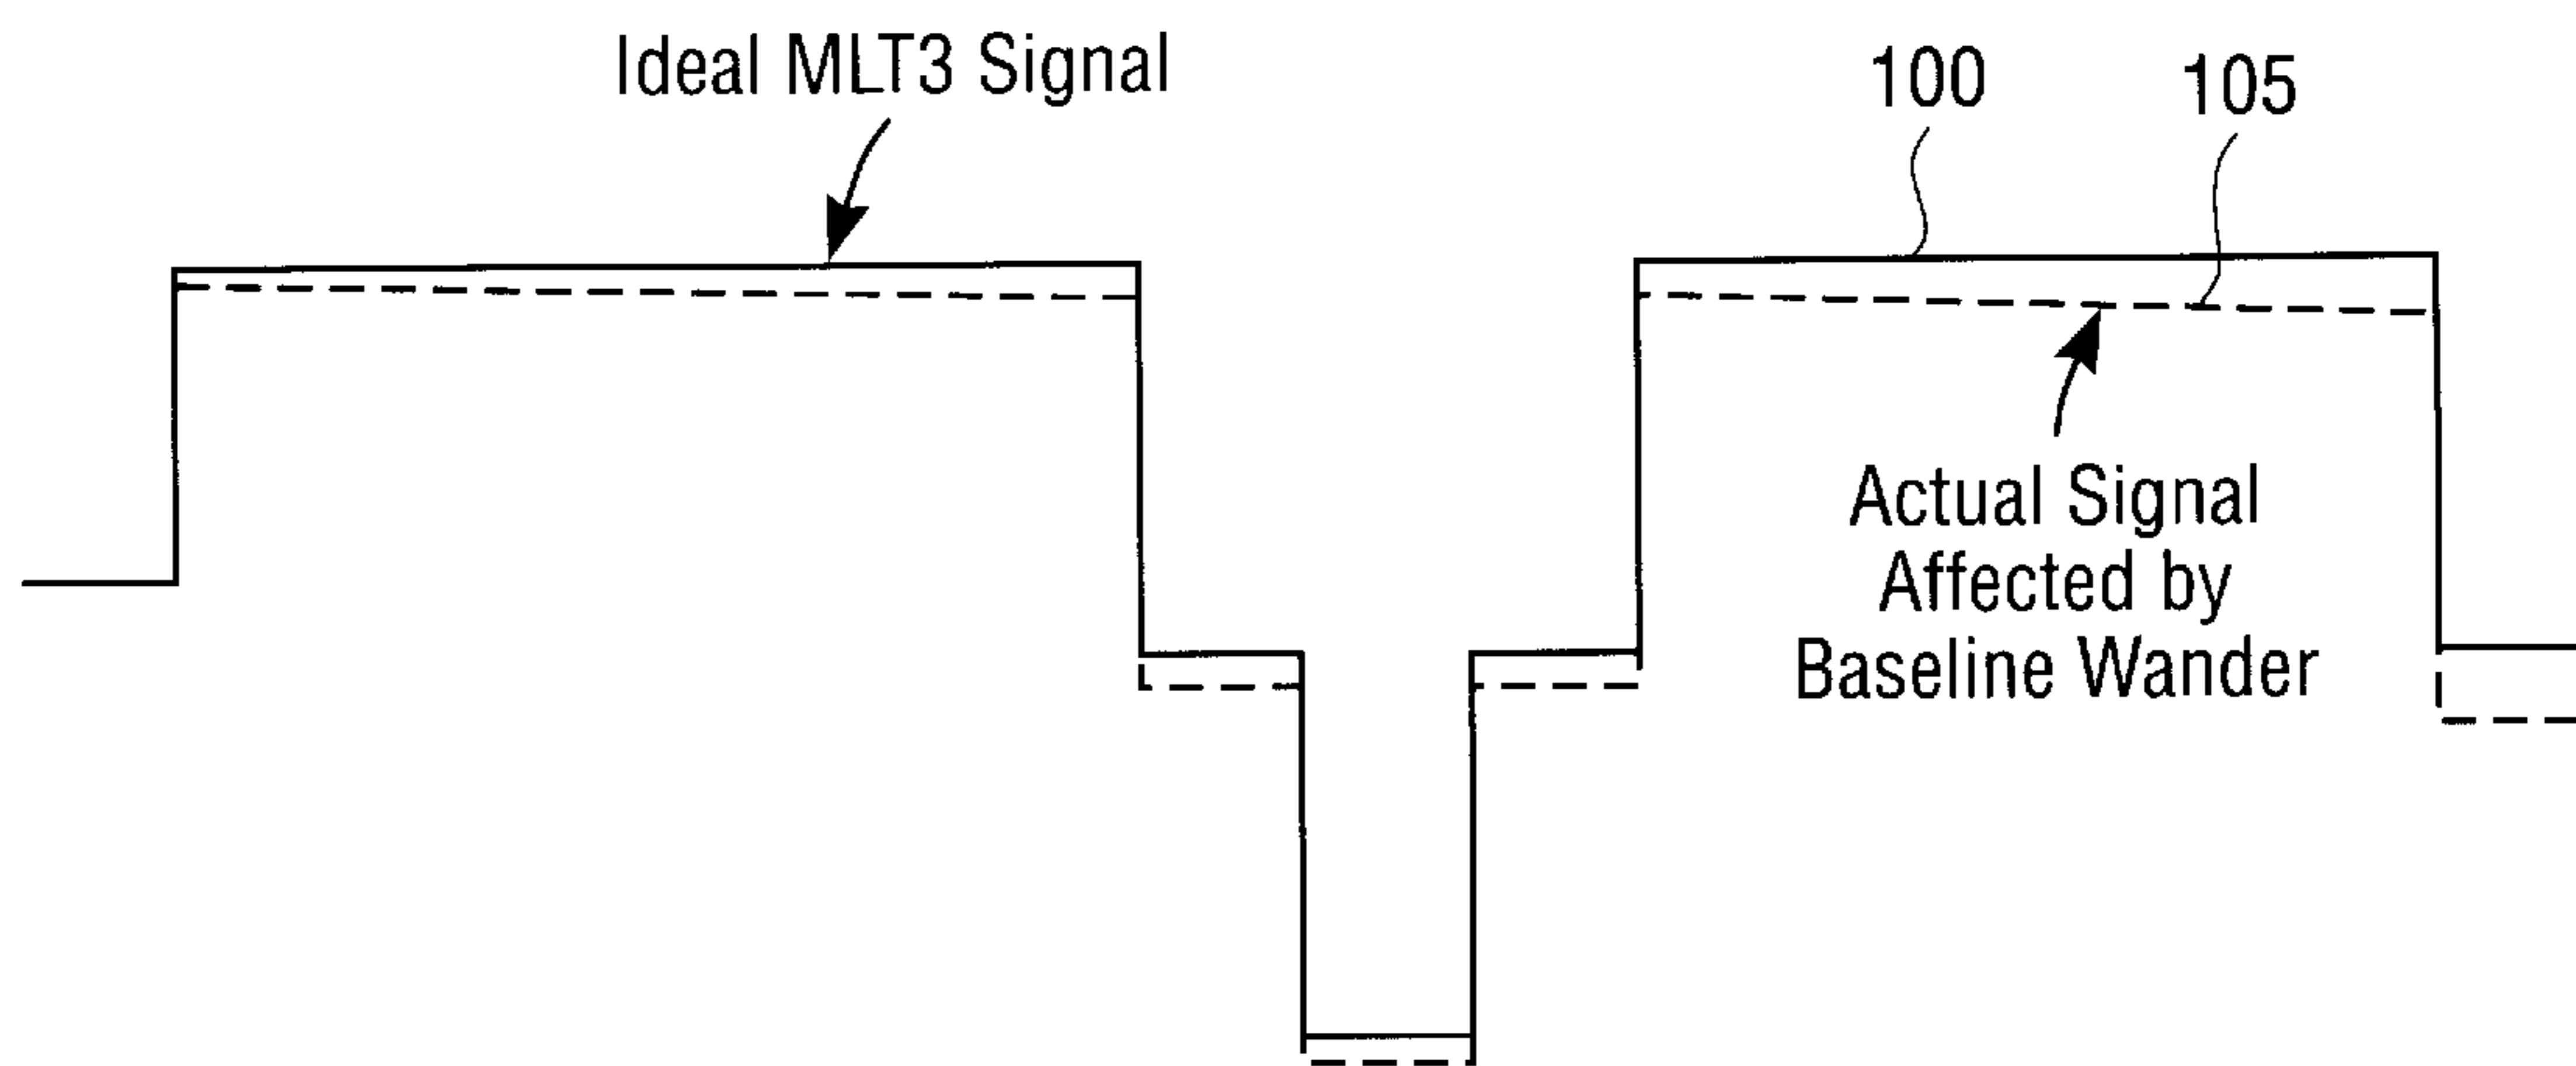 Ideal MLT3 Signal
100
105
Actual Signal
Affected by
Baseline Wander